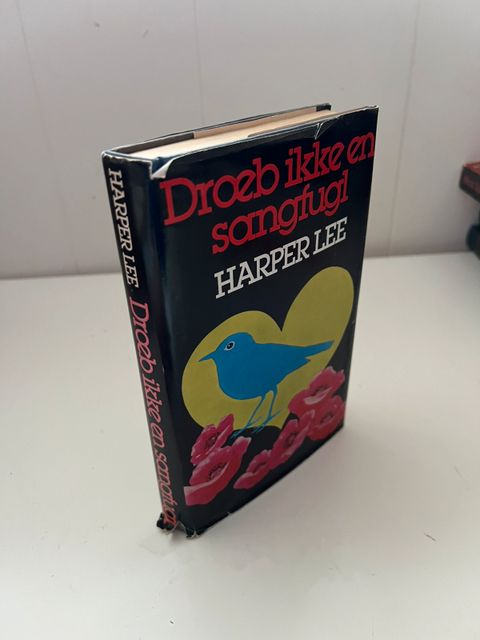 Dræb ikke en
sangfugl
HARPER LEE
HARPER LEE Dræb ikke en sangfugl